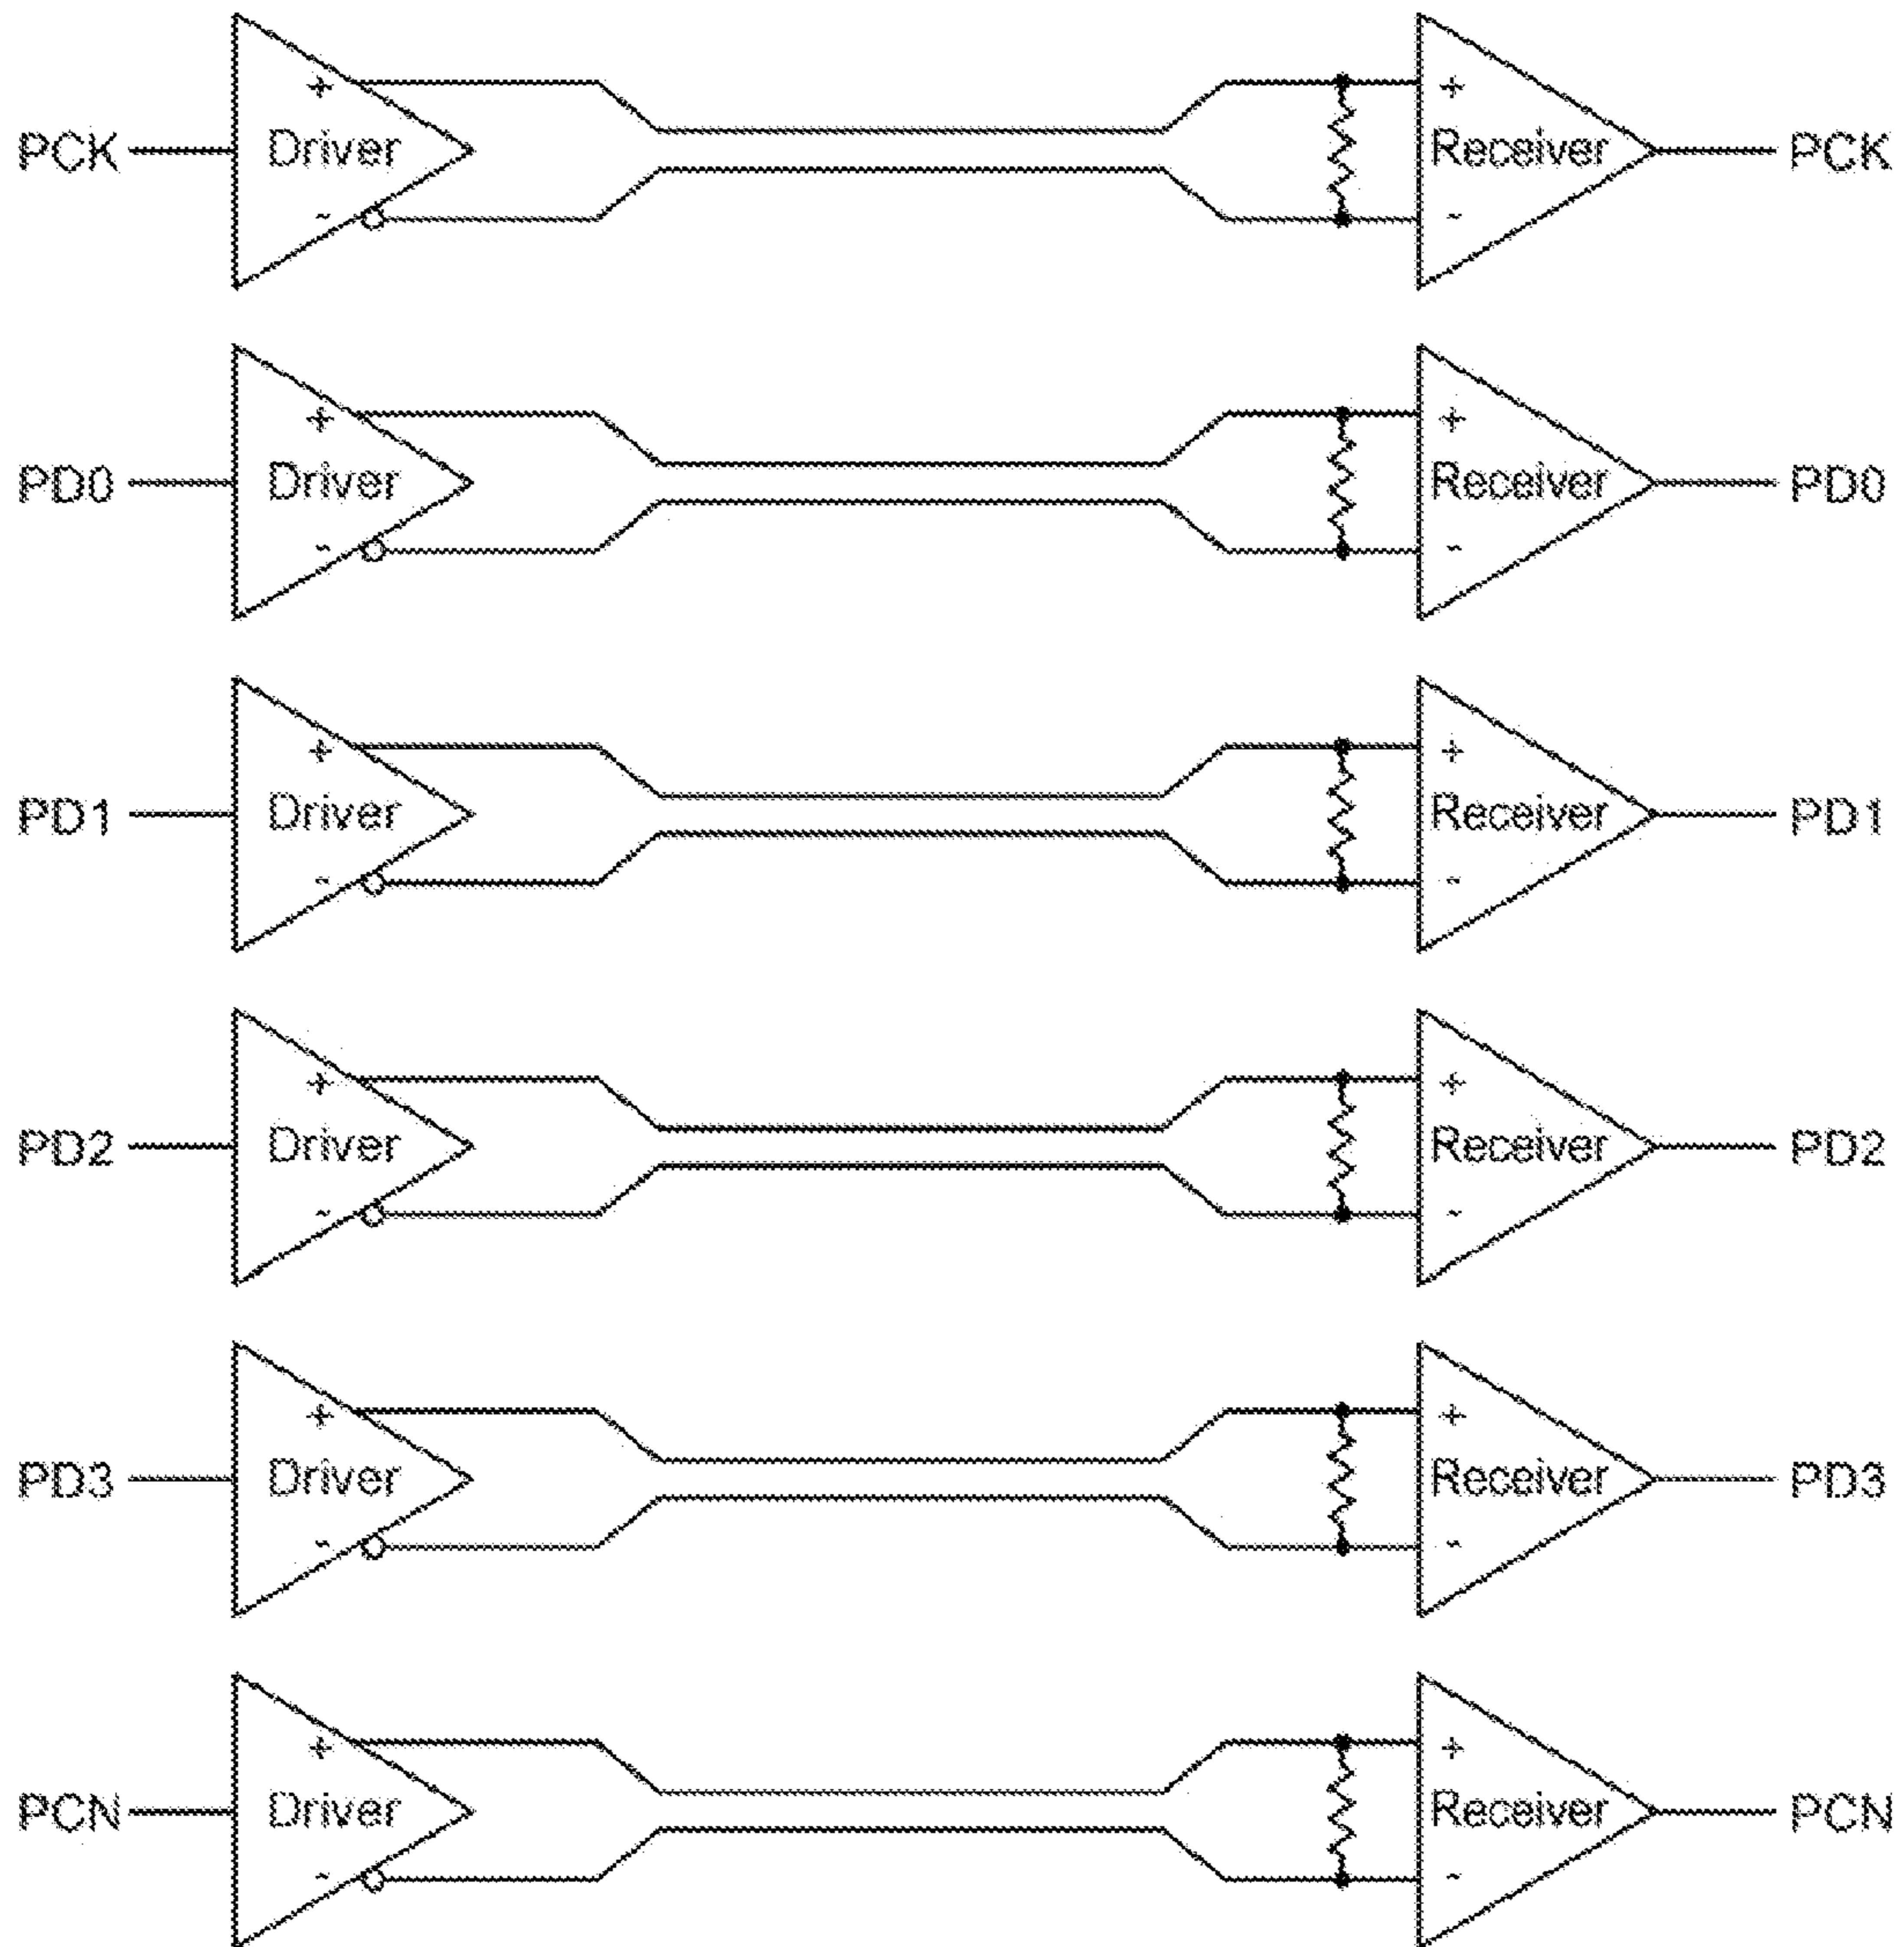 + +
PCK Driver Receiver PCK
- -
+ +
PD0 Driver Receiver PD0
- -
+ +
PD1 Driver Receiver PD1
- -
+ +
PD2 Driver Receiver PD2
- -
+ +
PD3 Driver Receiver PD3
- -
+ +
PCN Driver Receiver PCN
- -